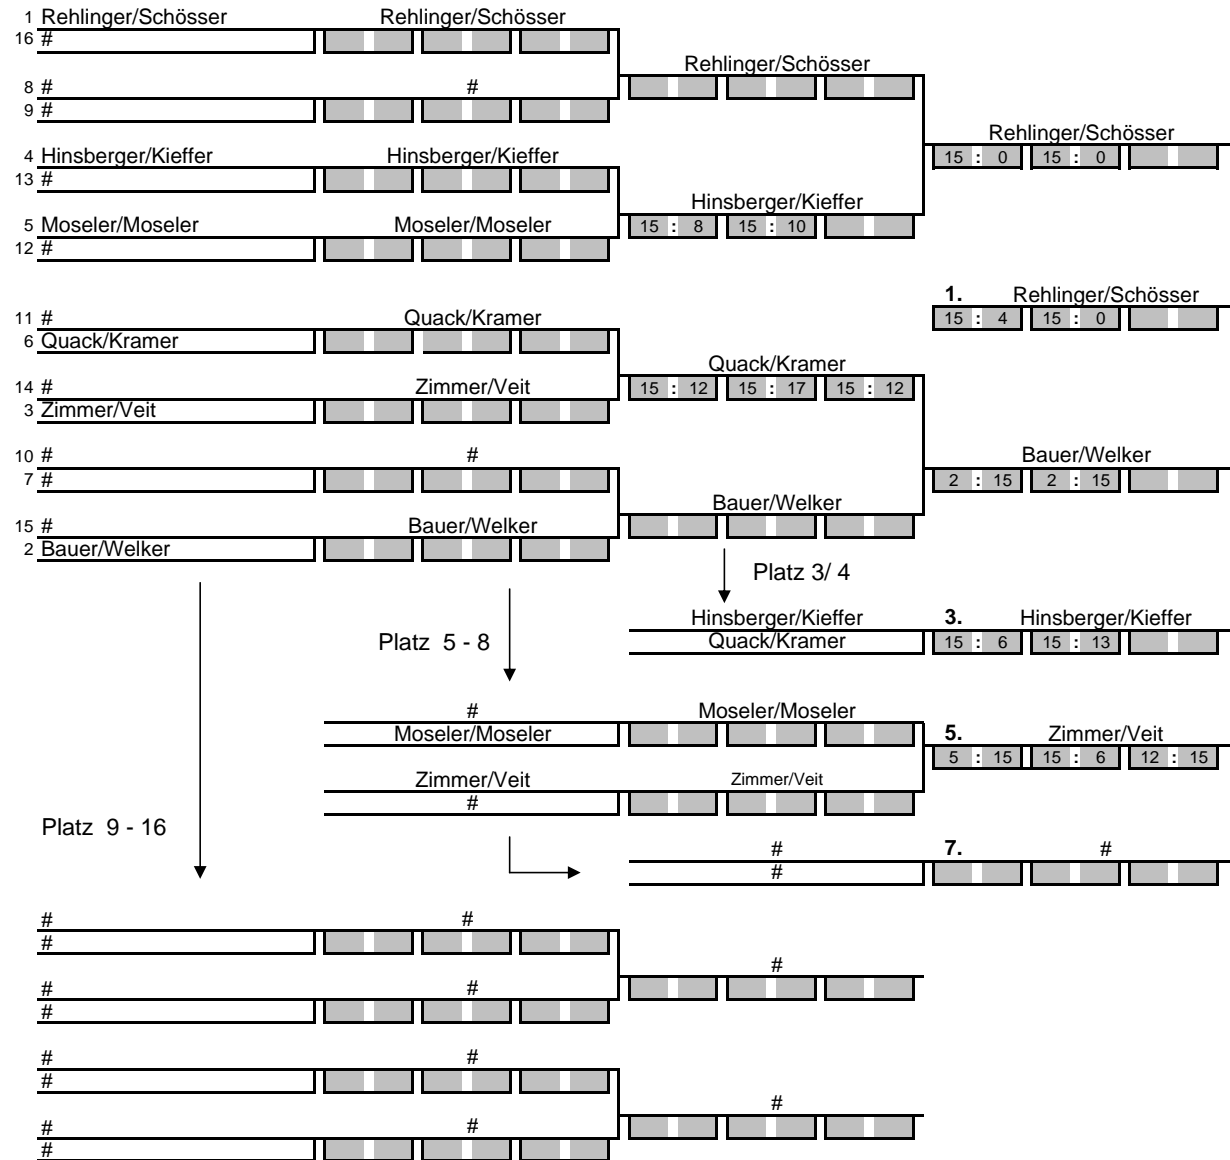 1 Rehlinger/Schösser Rehlinger/Schösser
16 #
Rehlinger/Schösser
8 # #
9 #
Rehlinger/Schösser
4 Hinsberger/Kieffer Hinsberger/Kieffer 15 : 0 15 : 0
13 #
Hinsberger/Kieffer
5 Moseler/Moseler Moseler/Moseler 15 : 8 15 : 10
12 #
1. Rehlinger/Schösser
11 # Quack/Kramer 15 : 4 15 : 0
6 Quack/Kramer
Quack/Kramer
14 # Zimmer/Veit 15 : 12 15 : 17 15 : 12
3 Zimmer/Veit
10 # # Bauer/Welker
7 # 2 : 15 2 : 15
Bauer/Welker
15 # Bauer/Welker
2 Bauer/Welker
Platz 3/ 4
Hinsberger/Kieffer 3. Hinsberger/Kieffer
Platz 5 - 8 Quack/Kramer 15 : 6 15 : 13
# Moseler/Moseler
Moseler/Moseler 5. Zimmer/Veit
5 : 15 15 : 6 12 : 15
Zimmer/Veit Zimmer/Veit
#
Platz 9 - 16
# 7. #
#
# #
#
#
# #
#
# #
#
#
# #
#